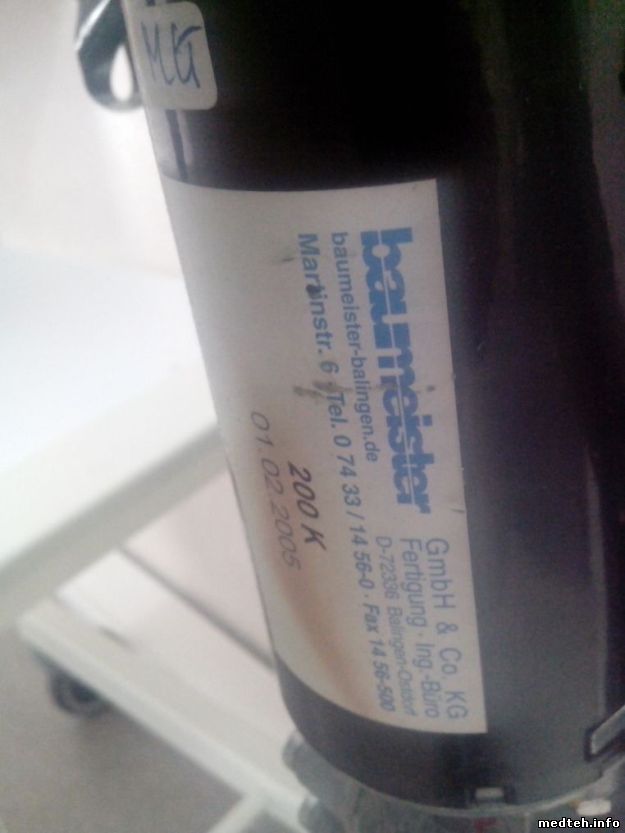 MG
baumeister
GmbH & Co. KG
Fertigung · Ing.-Büro
baumeister-balingen.de
D-72336 Balingen-Ostdorf
Martinstr. 6 · Tel. 0 74 33 / 14 56-0 · Fax 14 56-500
200 K
01. 02. 2005
medteh.info